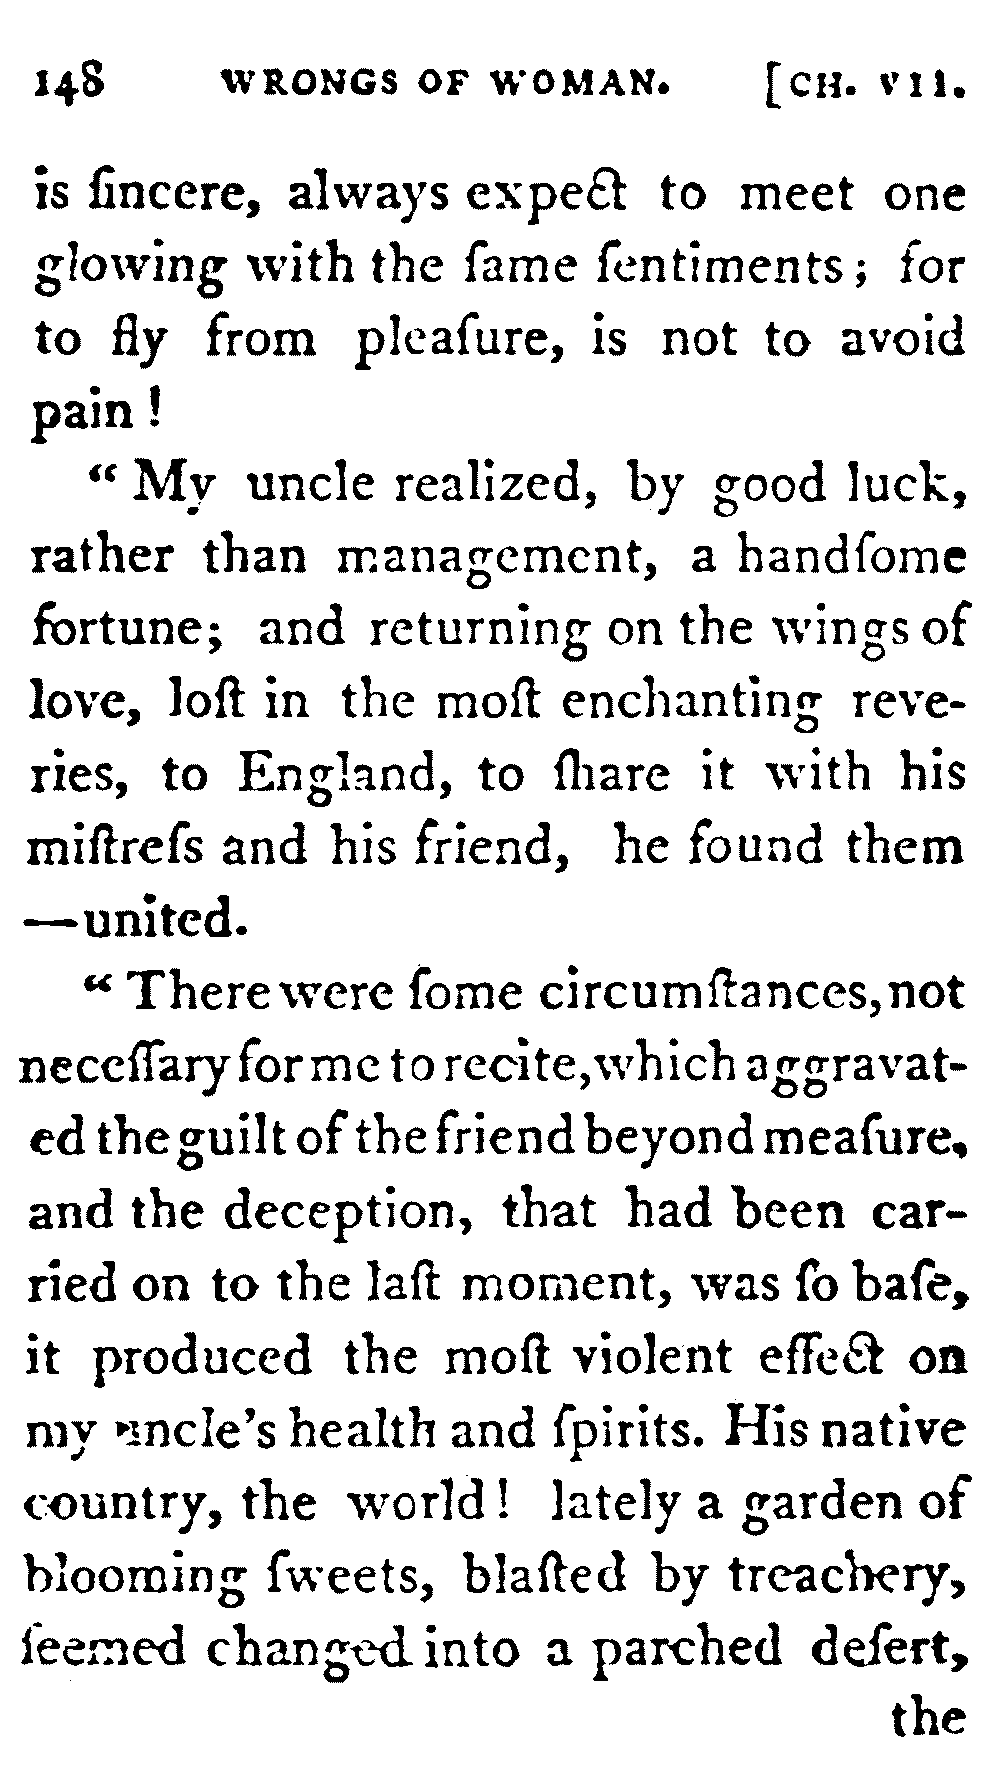 148 WRONGS OF WOMAN. [CH. VII.
is ſincere, always expect to meet one
glowing with the ſame ſentiments; for
to fly from pleaſure, is not to avoid
pain!
“ My uncle realized, by good luck,
rather than management, a handſome
fortune; and returning on the wings of
love, loſt in the moſt enchanting reve-
ries, to England, to ſhare it with his
miſtreſs and his friend, he found them
—united.
“ There were ſome circumſtances, not
neceſſary for me to recite, which aggravat-
ed the guilt of the friend beyond meaſure,
and the deception, that had been car-
ried on to the laſt moment, was ſo baſe,
it produced the moſt violent effect on
my uncle's health and ſpirits. His native
country, the world! lately a garden of
blooming ſweets, blaſted by treachery,
ſeemed changed into a parched deſert,
the